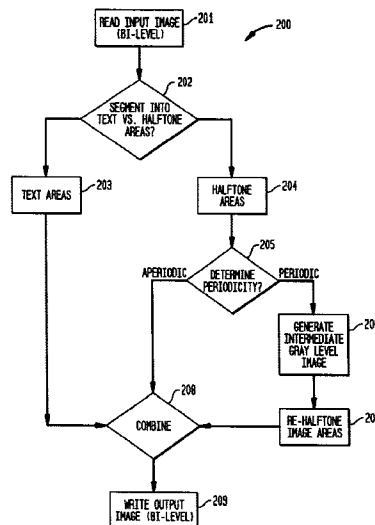 READ INPUT IMAGE
(BI-LEVEL)
201
200
202
SEGMENT INTO
TEXT VS. HALFTONE
AREAS?
TEXT AREAS
203
HALFTONE
AREAS
204
205
APERIODIC
DETERMINE
PERIODICITY?
PERIODIC
GENERATE
INTERMEDIATE
GRAY LEVEL
IMAGE
208
COMBINE
RE-HALFTONE
IMAGE AREAS
WRITE OUTPUT
IMAGE (BI-LEVEL)
209